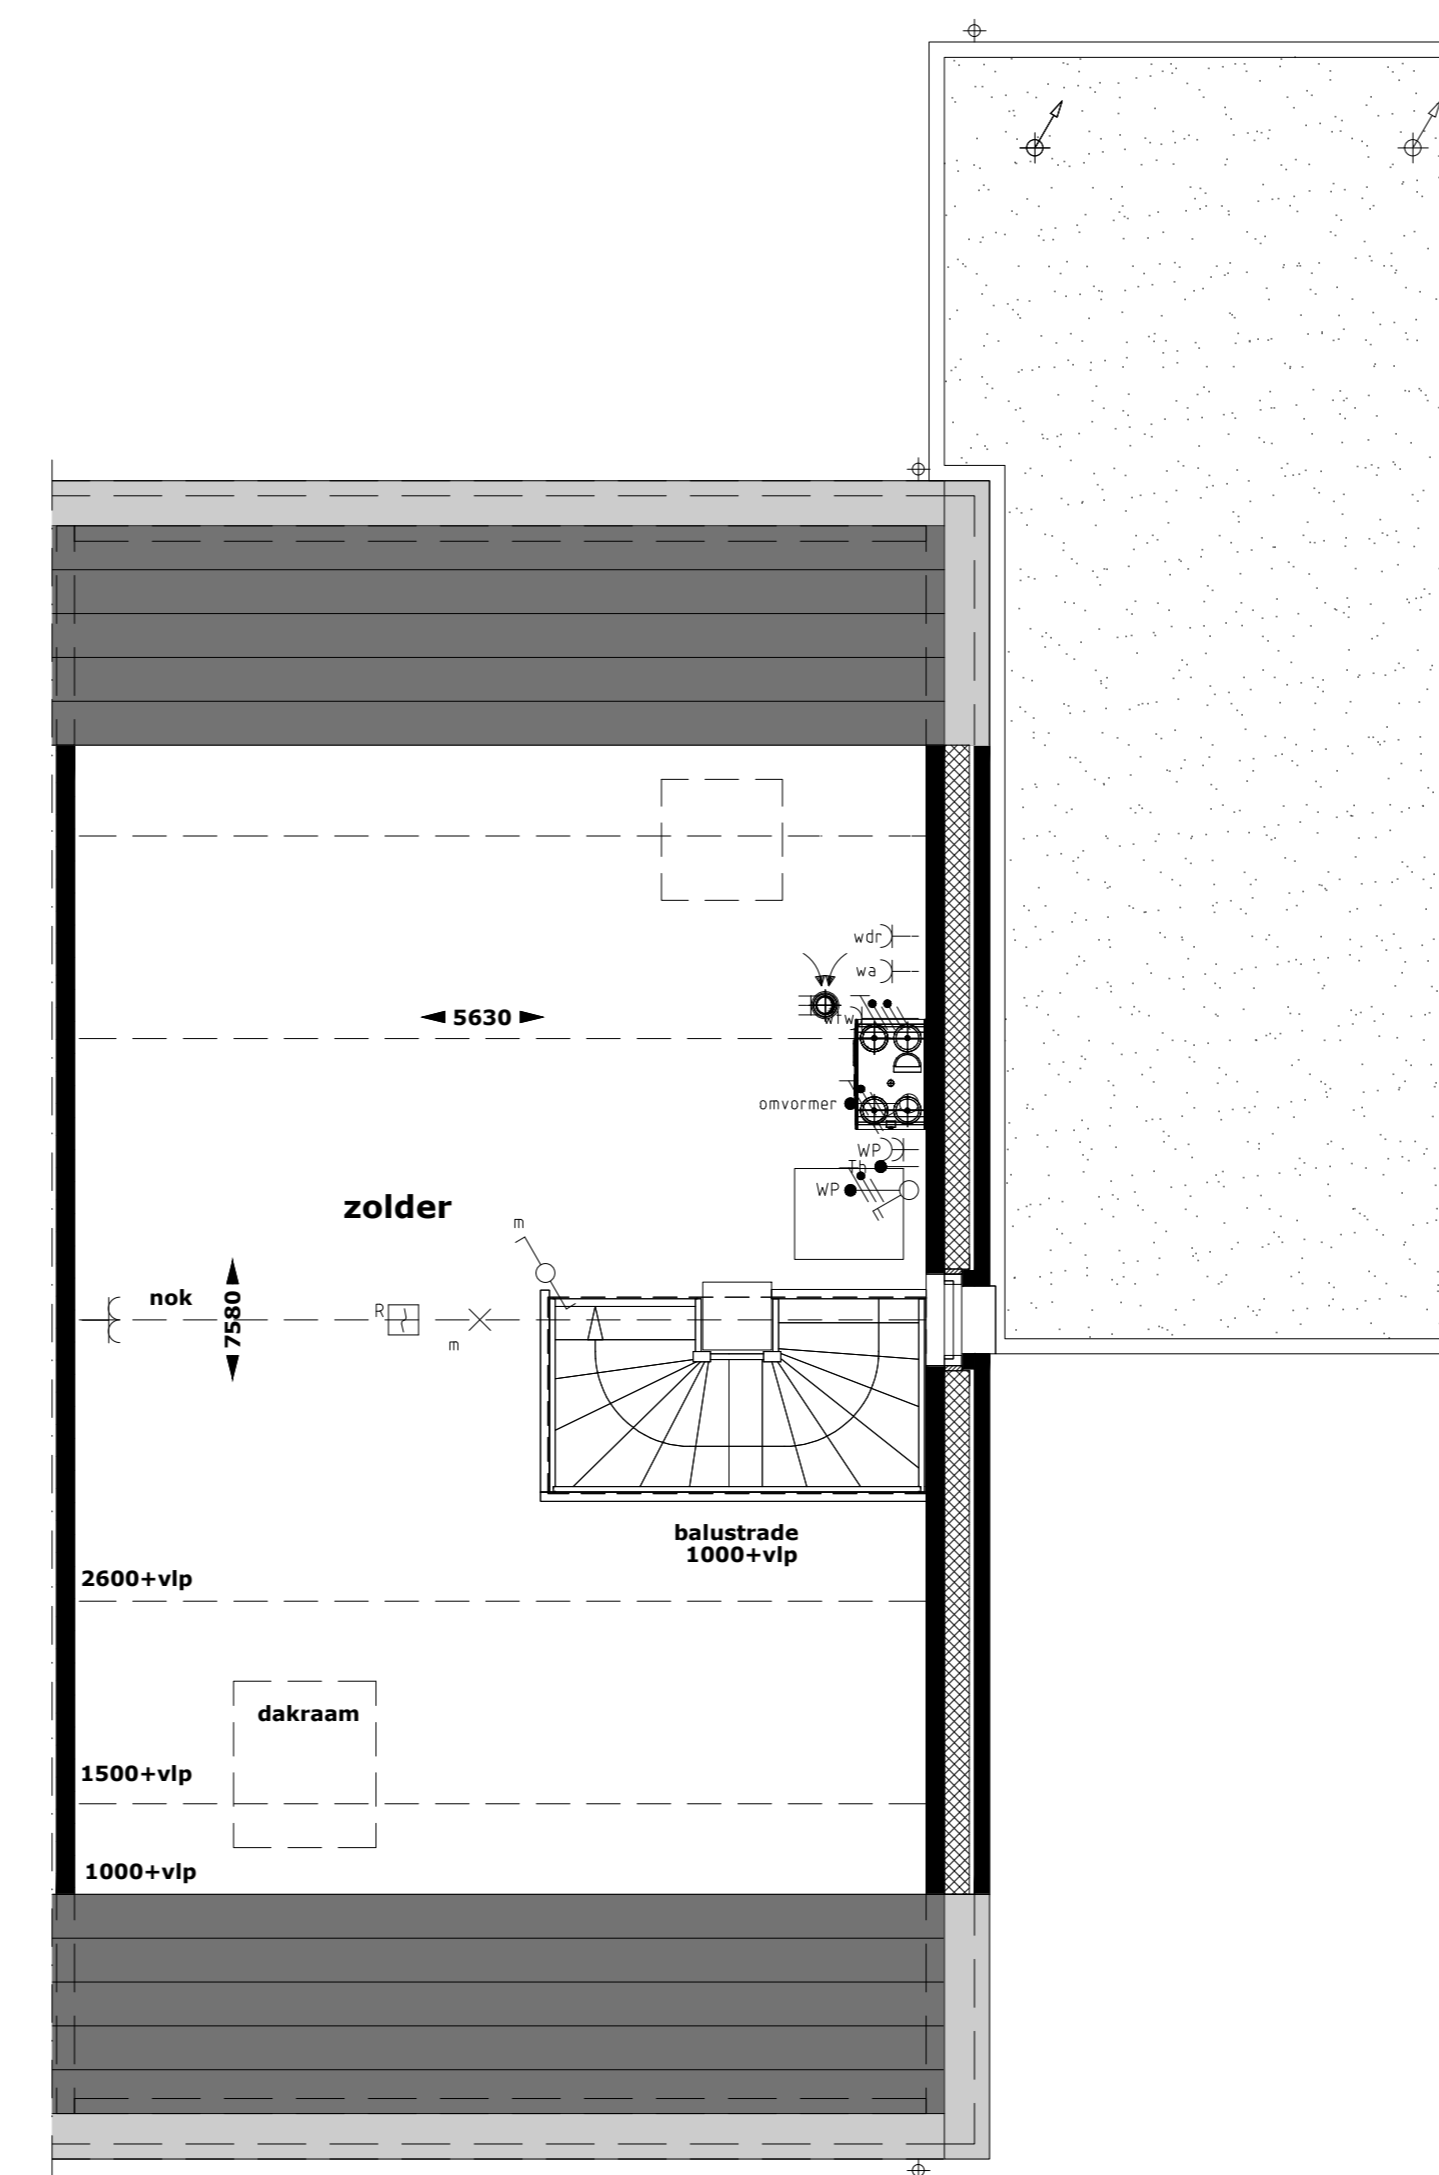 wdr
wa
5630
wtw
omvormer
WP
Th
WP
zolder
m
nok
7580
R
m
balustrade
1000+vlp
2600+vlp
dakraam
1500+vlp
1000+vlp